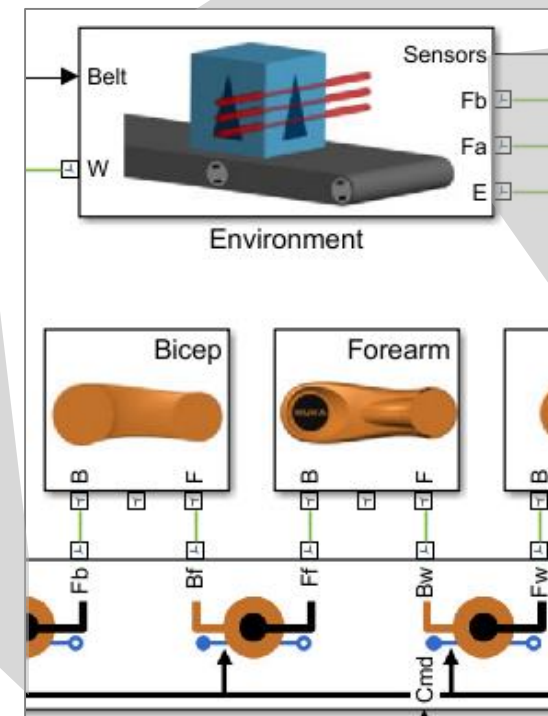 Sensors
Belt
Fb
Fa
W
E
Environment
Bicep
Forearm
B
F
B
F
B
Fb
Bf
Ff
Bw
Fw
Cmd